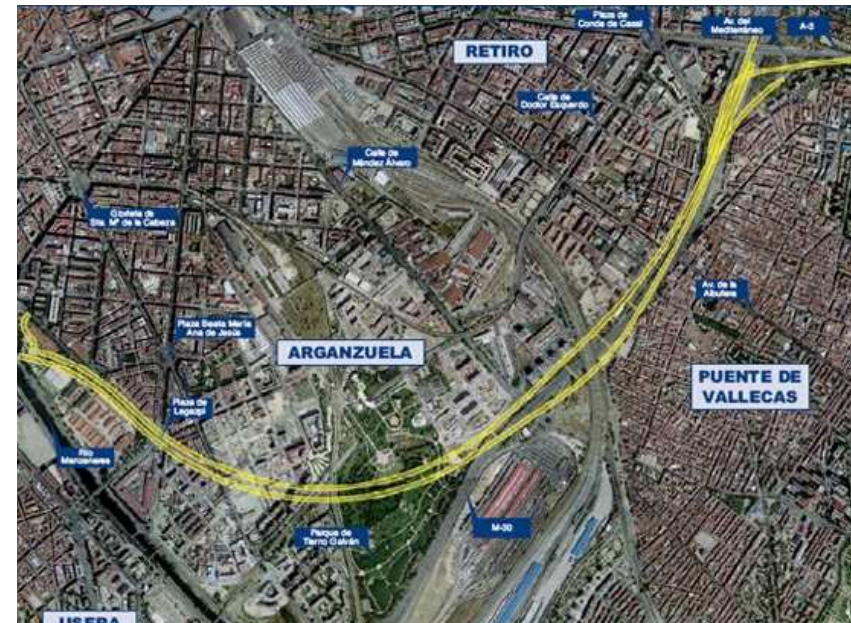 Plaza de
Conde de Casal
Av. del
Mediterráneo
A-3
RETIRO
Calle de
Doctor Esquerdo
Calle de
Méndez Álvaro
Glorieta de
Sta. Mª de la Cabeza
Av. de la
Albufera
Plaza Beata María
Ana de Jesús
ARGANZUELA
PUENTE DE
VALLECAS
Plaza de
Legazpi
Río
Manzanares
M-30
Parque de
Tierno Galván
USERA